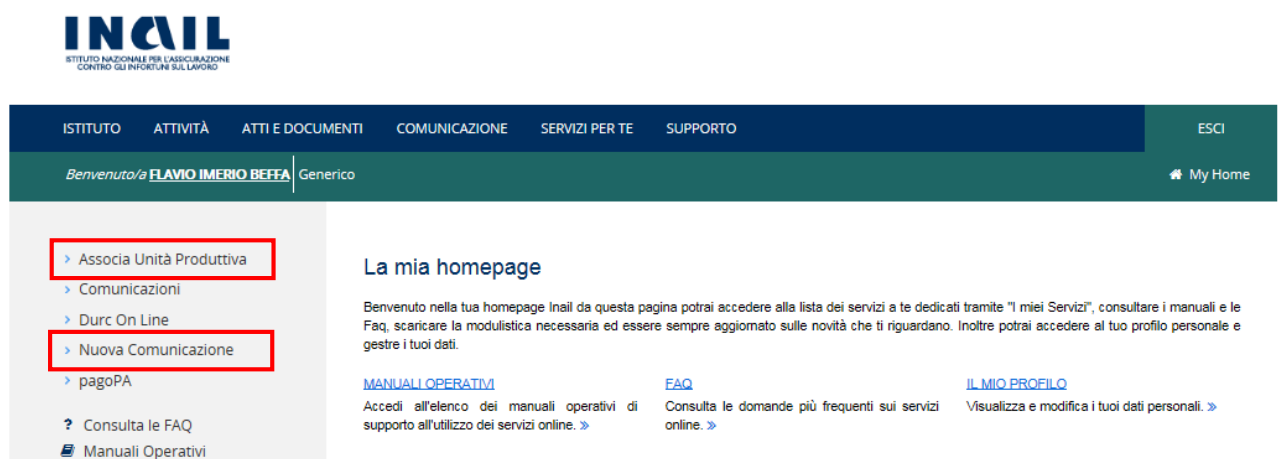 INAIL
ISTITUTO NAZIONALE PER L'ASSICURAZIONE
CONTRO GLI INFORTUNI SUL LAVORO
ISTITUTO ATTIVITÀ ATTI E DOCUMENTI COMUNICAZIONE SERVIZI PER TE SUPPORTO ESCI
Benvenuto/a FLAVIO IMERIO BEFFA Generico My Home
> Associa Unità Produttiva
> Comunicazioni
> Durc On Line
> Nuova Comunicazione
> pagoPA
? Consulta le FAQ
Manuali Operativi
La mia homepage
Benvenuto nella tua homepage Inail da questa pagina potrai accedere alla lista dei servizi a te dedicati tramite "I miei Servizi", consultare i manuali e le
Faq, scaricare la modulistica necessaria ed essere sempre aggiornato sulle novità che ti riguardano. Inoltre potrai accedere al tuo profilo personale e
gestre i tuoi dati.
MANUALI OPERATIVI
Accedi all'elenco dei manuali operativi di
supporto all'utilizzo dei servizi online. »
FAQ
Consulta le domande più frequenti sui servizi
online. »
IL MIO PROFILO
Visualizza e modifica i tuoi dati personali. »